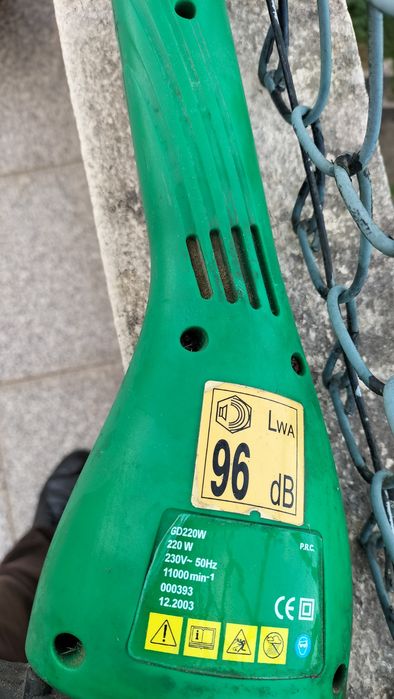 LWA
96 dB
GD220W
P.R.C.
220 W
230V~ 50Hz
11000 min-1
000393
12.2003
CE